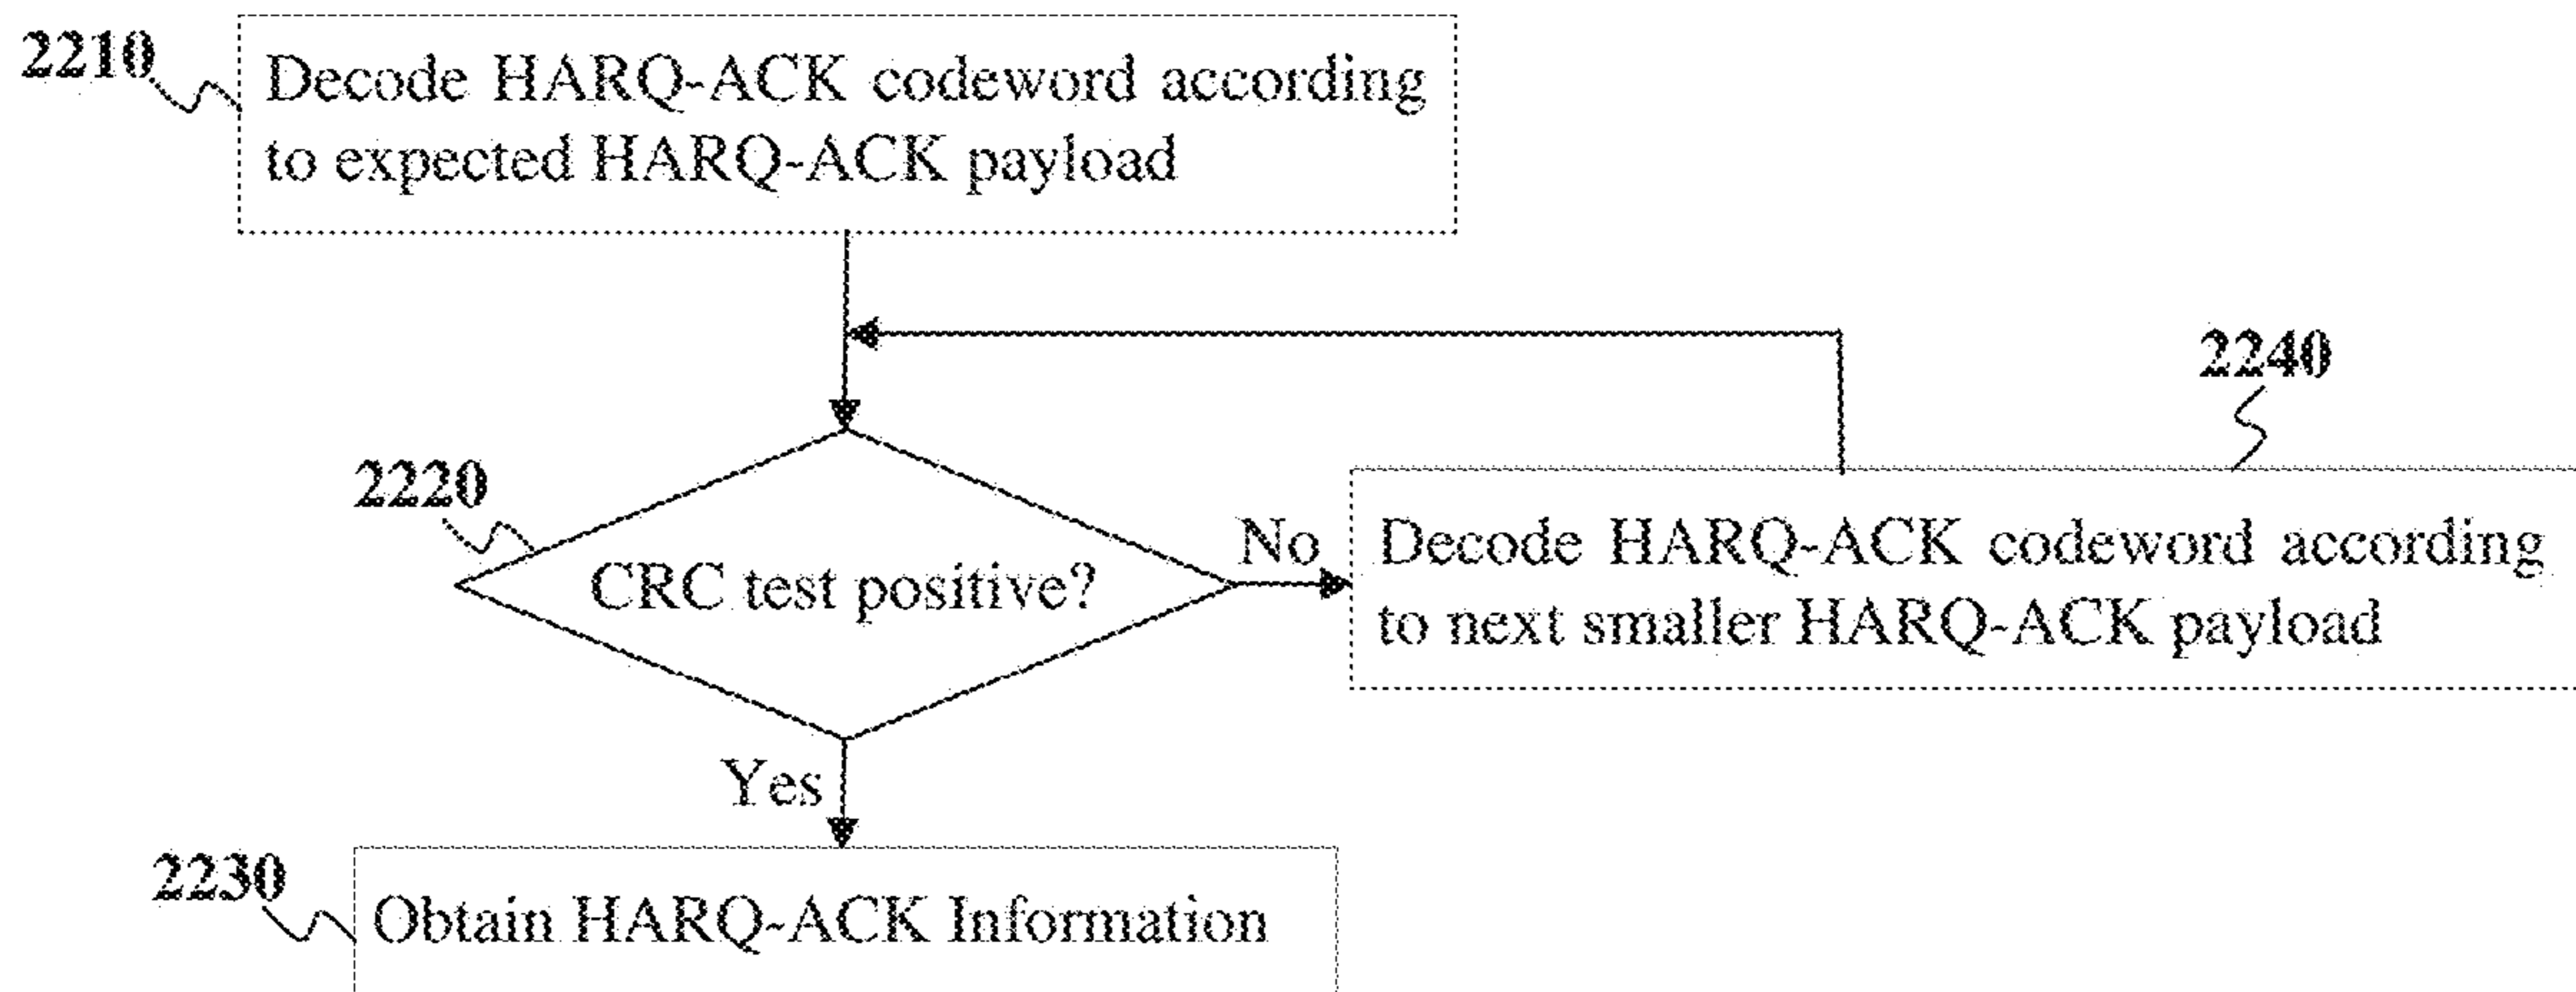 2210
Decode HARQ-ACK codeword according
to expected HARQ-ACK payload
2240
2220
CRC test positive?
No
Decode HARQ-ACK codeword according
to next smaller HARQ-ACK payload
Yes
2230
Obtain HARQ-ACK Information